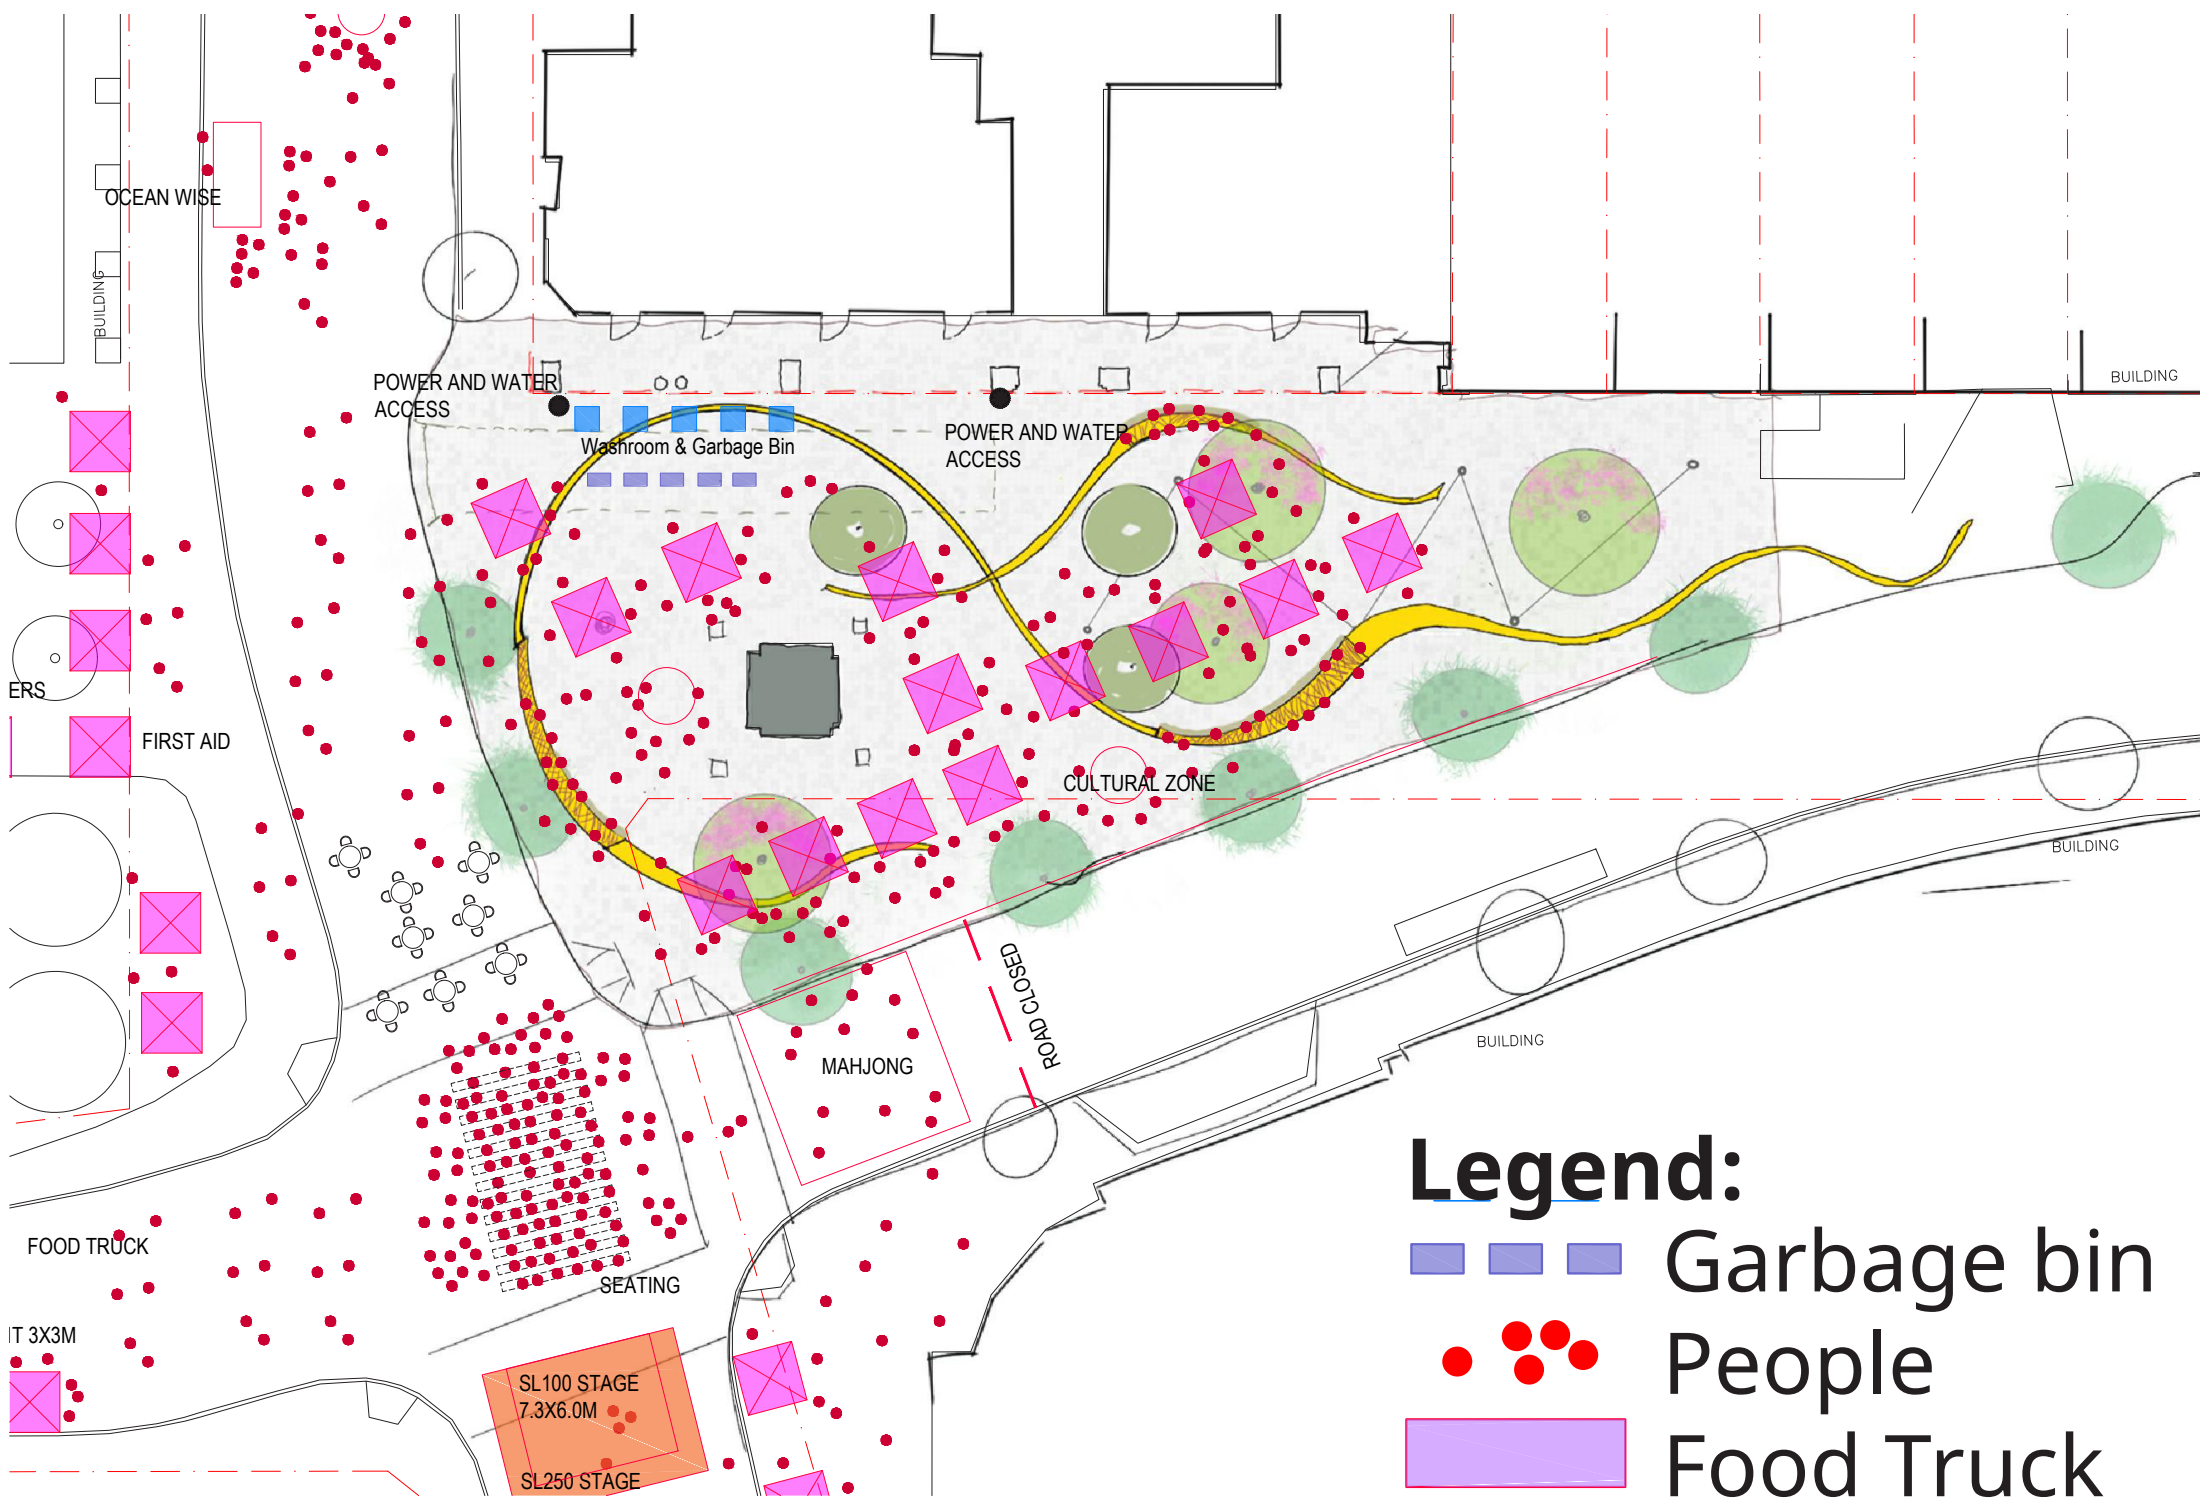 OCEAN WISE
BUILDING
POWER AND WATER
ACCESS
BUILDING
Washroom & Garbage Bin
POWER AND WATER
ACCESS
ERS
FIRST AID
CULTURAL ZONE
BUILDING
ROAD CLOSED
BUILDING
MAHJONG
FOOD TRUCK
SEATING
IT 3X3M
SL100 STAGE
7.3X6.0M
SL250 STAGE
Legend:
Garbage bin
People
Food Truck